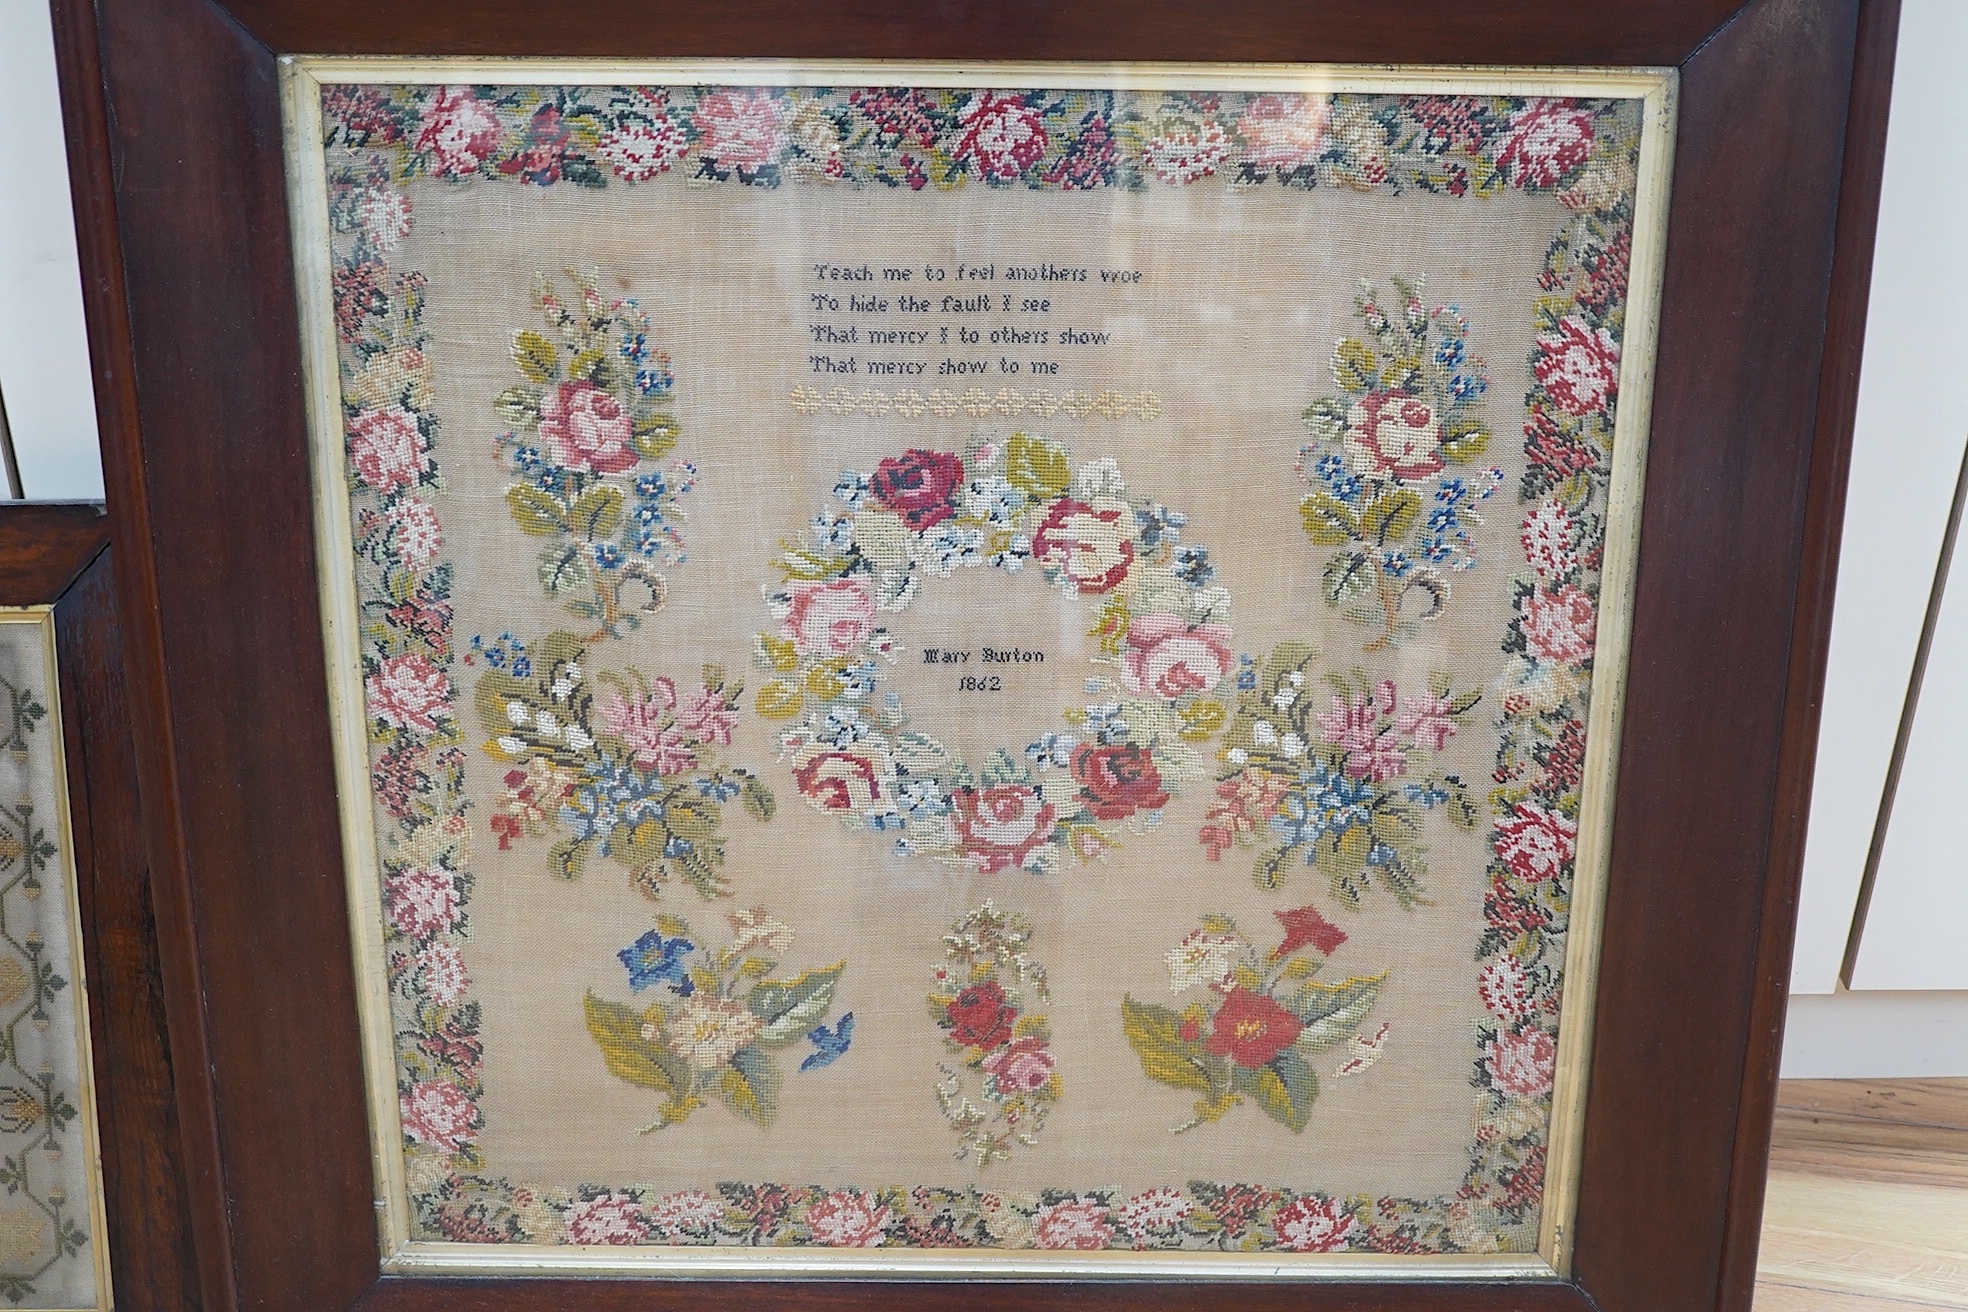 Teach me to feel anothers woe
To hide the fault I see
That mercy I to others show
That mercy show to me
Mary Burton
1862